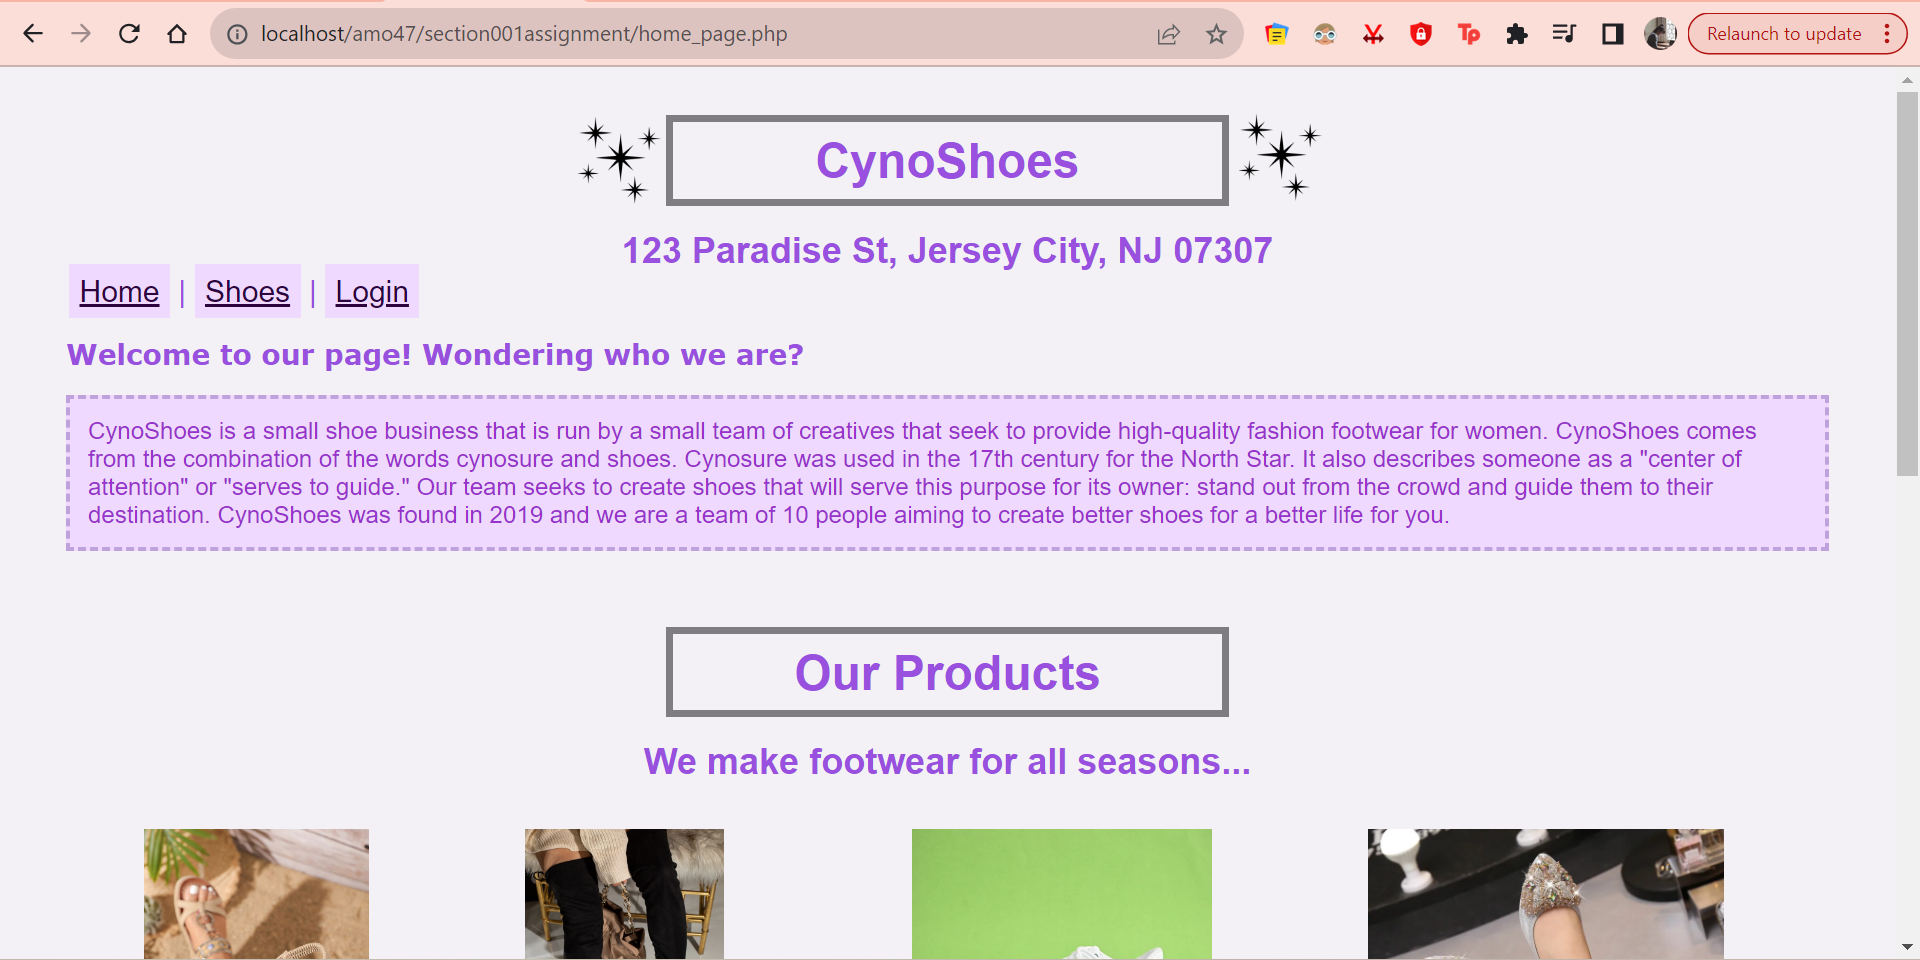 localhost/amo47/section001assignment/home_page.php
Tp
Relaunch to update
CynoShoes
123 Paradise St, Jersey City, NJ 07307
Home | Shoes | Login
Welcome to our page! Wondering who we are?
CynoShoes is a small shoe business that is run by a small team of creatives that seek to provide high-quality fashion footwear for women. CynoShoes comes
from the combination of the words cynosure and shoes. Cynosure was used in the 17th century for the North Star. It also describes someone as a "center of
attention" or "serves to guide." Our team seeks to create shoes that will serve this purpose for its owner: stand out from the crowd and guide them to their
destination. CynoShoes was found in 2019 and we are a team of 10 people aiming to create better shoes for a better life for you.
Our Products
We make footwear for all seasons...